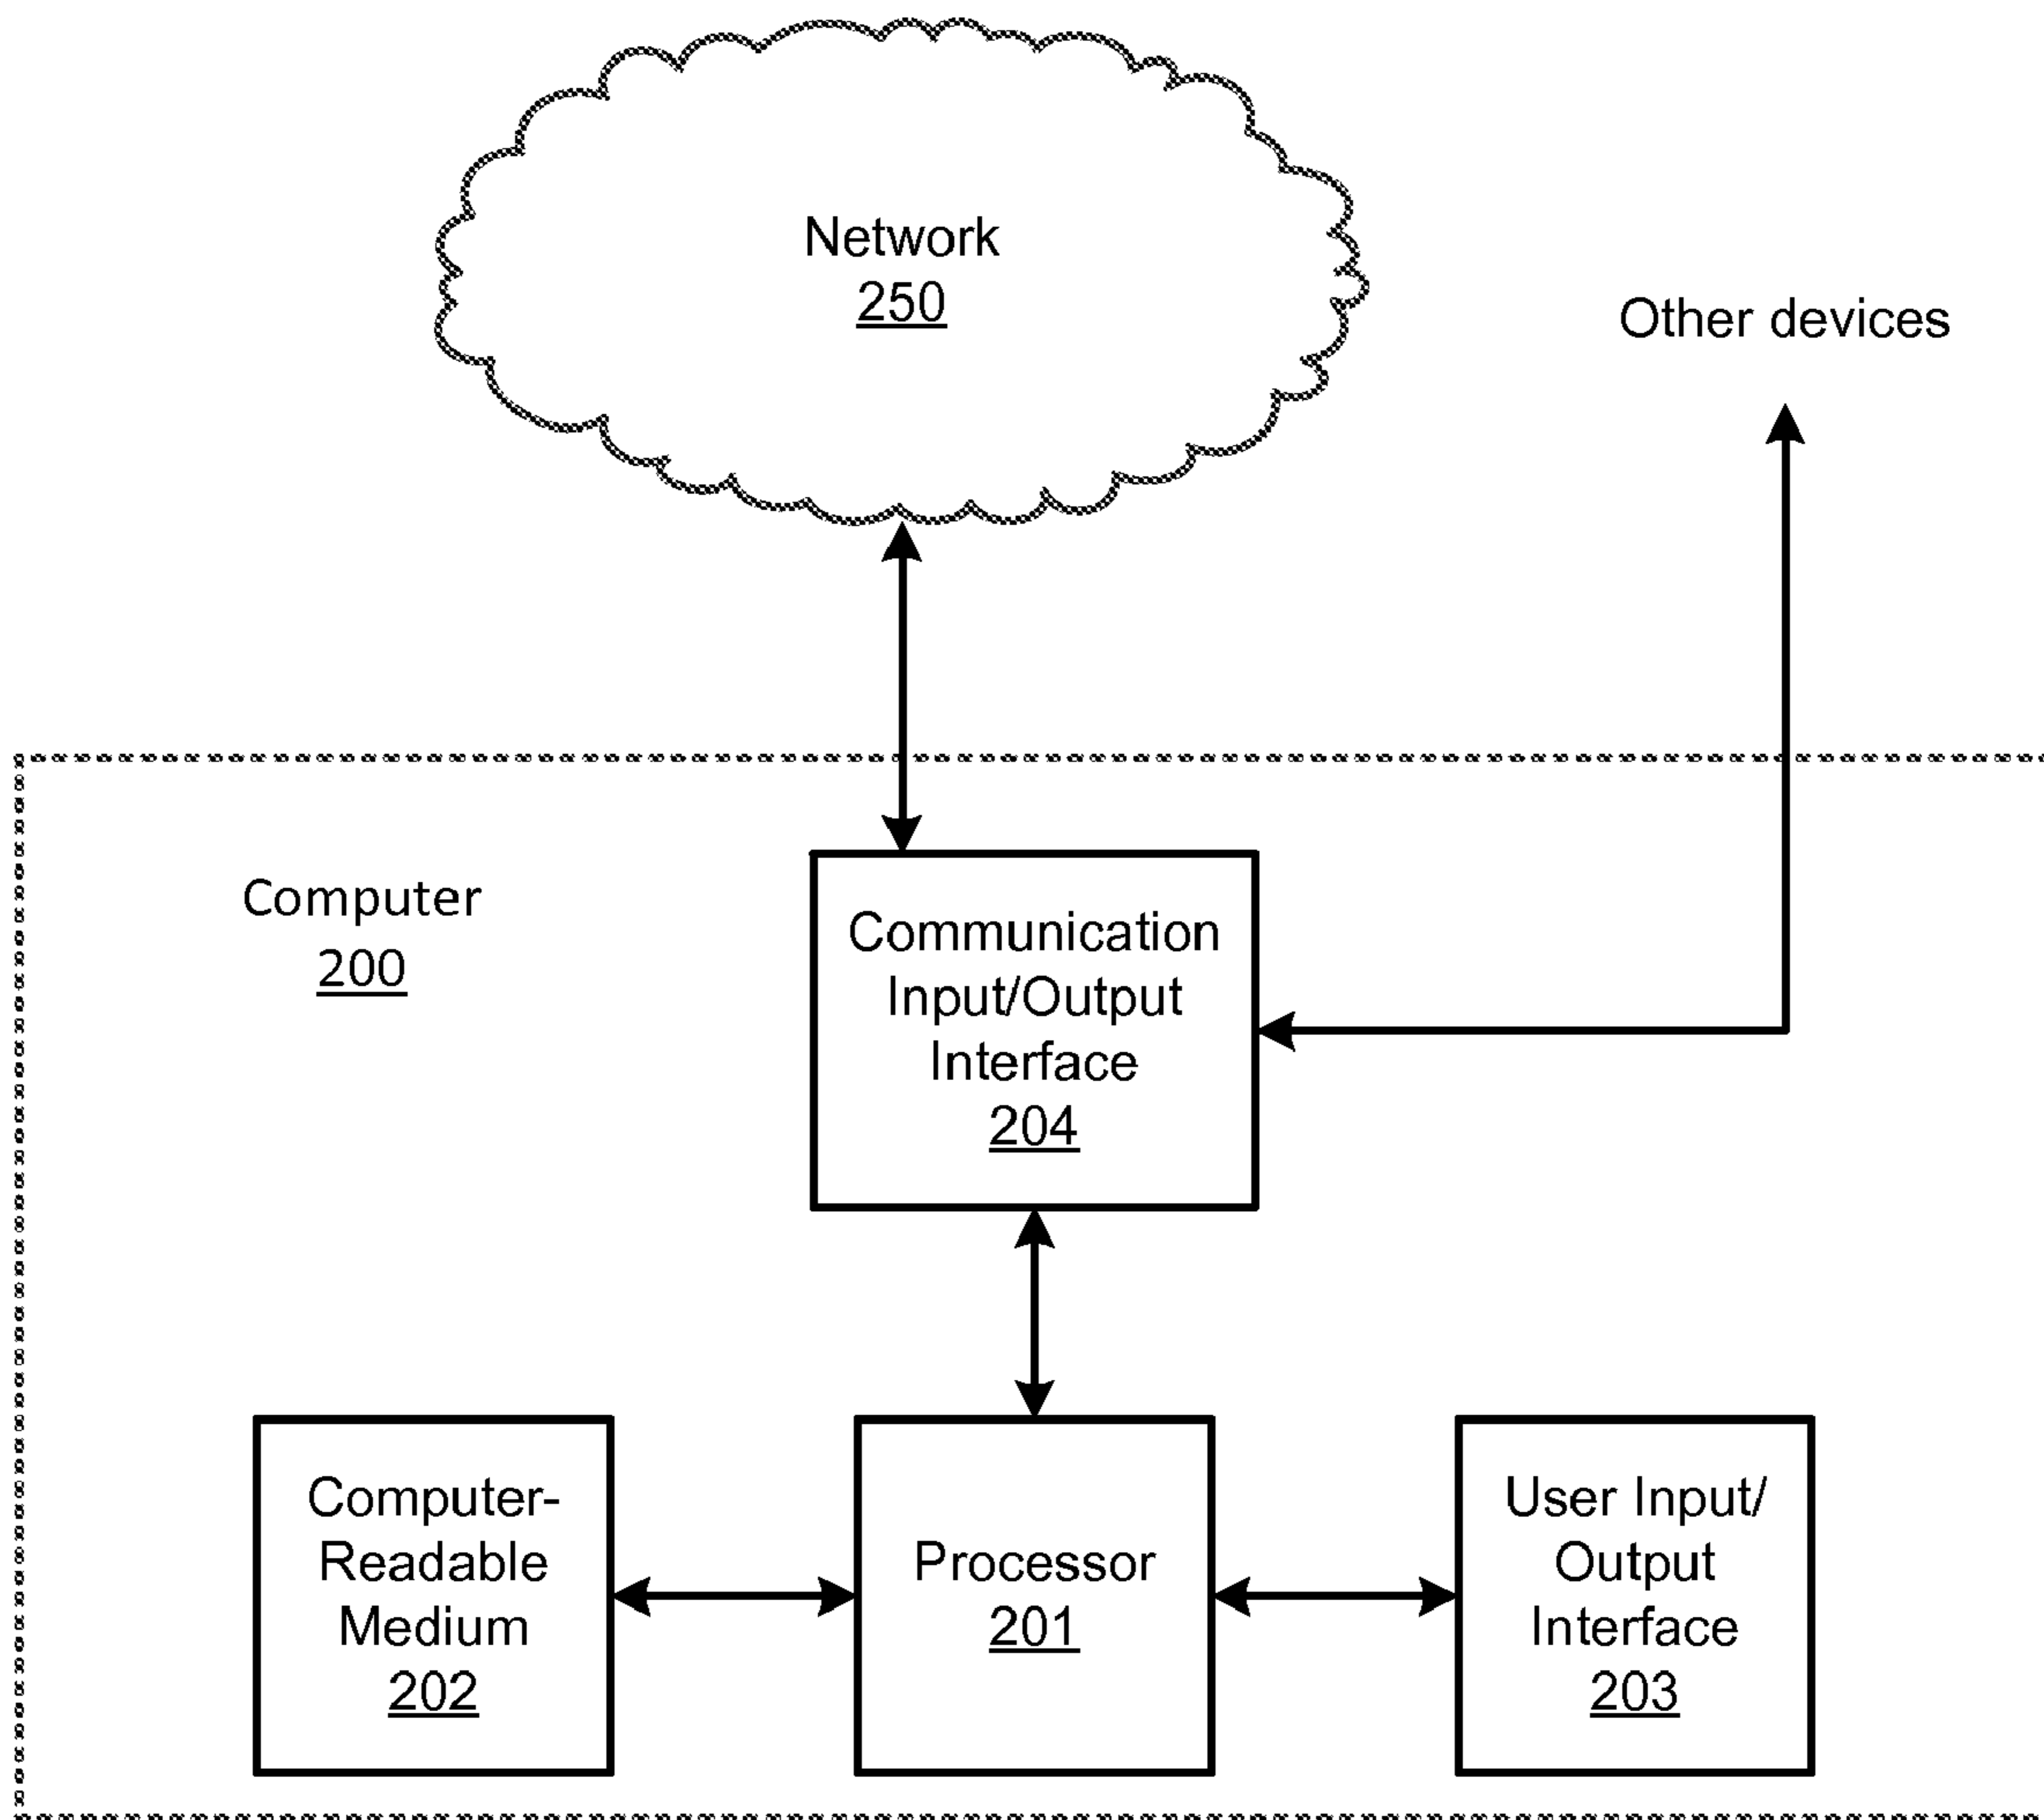 Network
250
Other devices
Computer
200
Communication
Input/Output
Interface
204
Computer-
Readable
Medium
202
Processor
201
User Input/
Output
Interface
203